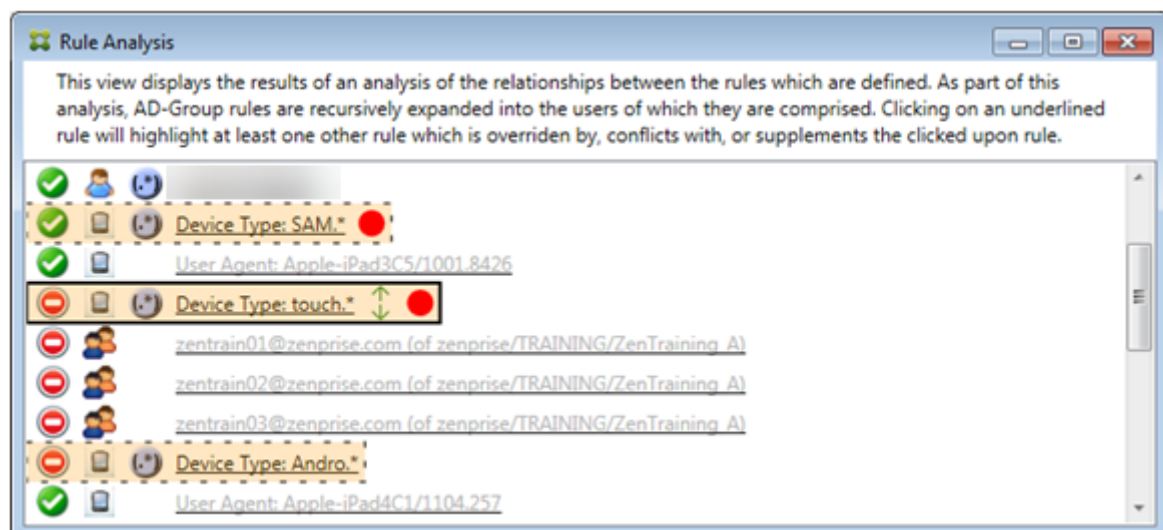 Rule Analysis
This view displays the results of an analysis of the relationships between the rules which are defined. As part of this
analysis, AD-Group rules are recursively expanded into the users of which they are comprised. Clicking on an underlined
rule will highlight at least one other rule which is overriden by, conflicts with, or supplements the clicked upon rule.
(.*)
(.*) Device Type: SAM.*
User Agent: Apple-iPad3C5/1001.8426
(.*) Device Type: touch.*
zentrain01@zenprise.com (of zenprise/TRAINING/ZenTraining_A)
zentrain02@zenprise.com (of zenprise/TRAINING/ZenTraining_A)
zentrain03@zenprise.com (of zenprise/TRAINING/ZenTraining_A)
(.*) Device Type: Andro.*
User Agent: Apple-iPad4C1/1104.257